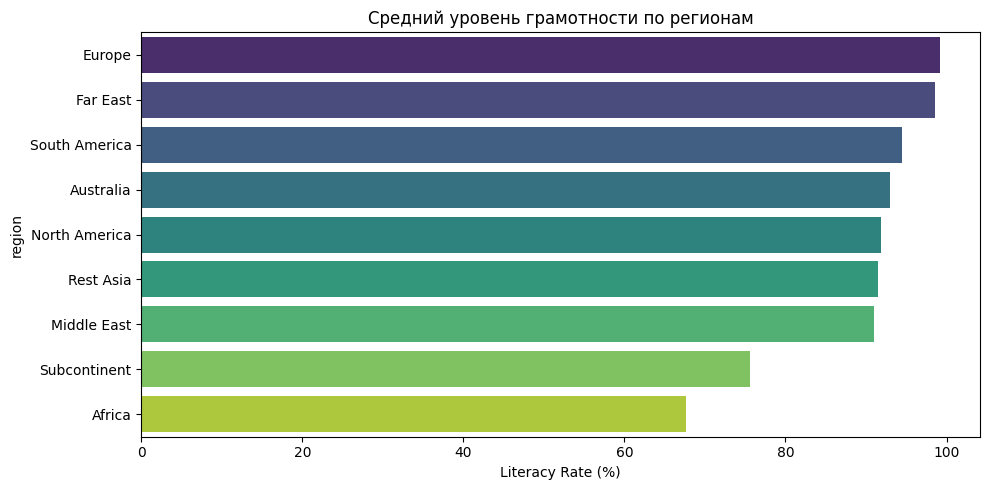 Средний уровень грамотности по регионам
region
Europe
Far East
South America
Australia
North America
Rest Asia
Middle East
Subcontinent
Africa
0 20 40 60 80 100
Literacy Rate (%)